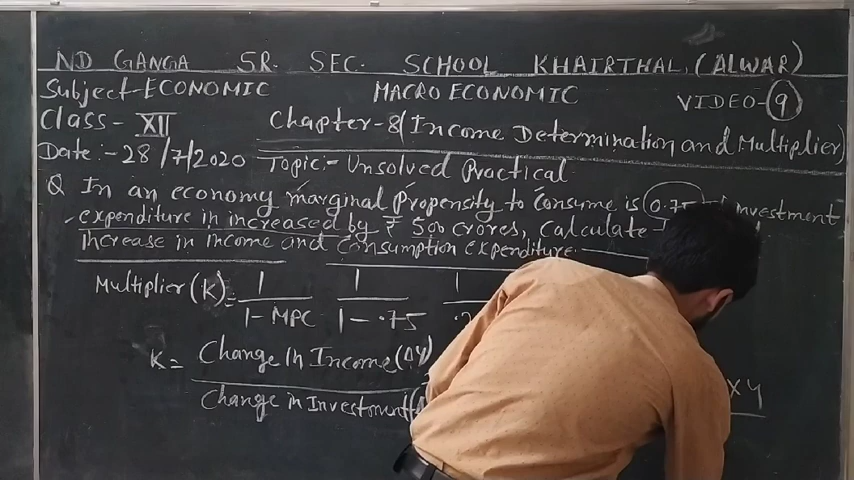 ND GANGA SR. SEC. SCHOOL KHAIRTHAL, (ALWAR)
Subject-ECONOMIC MACRO ECONOMIC VIDEO-9
Class - XII Chapter-8(Income Determination and Multiplier)
Date:-28/7/2020 Topic:- Unsolved Practical
Q In an economy marginal Propensity to Consume is 0.75 Investment
expenditure in increased by ₹ 500 crores, Calculate
increase in income and Consumption expenditure.
Multiplier (K) = 1 1 1
1-MPC 1-.75 .2
K = Change in Income (ΔY)
Change in Investment(
X4